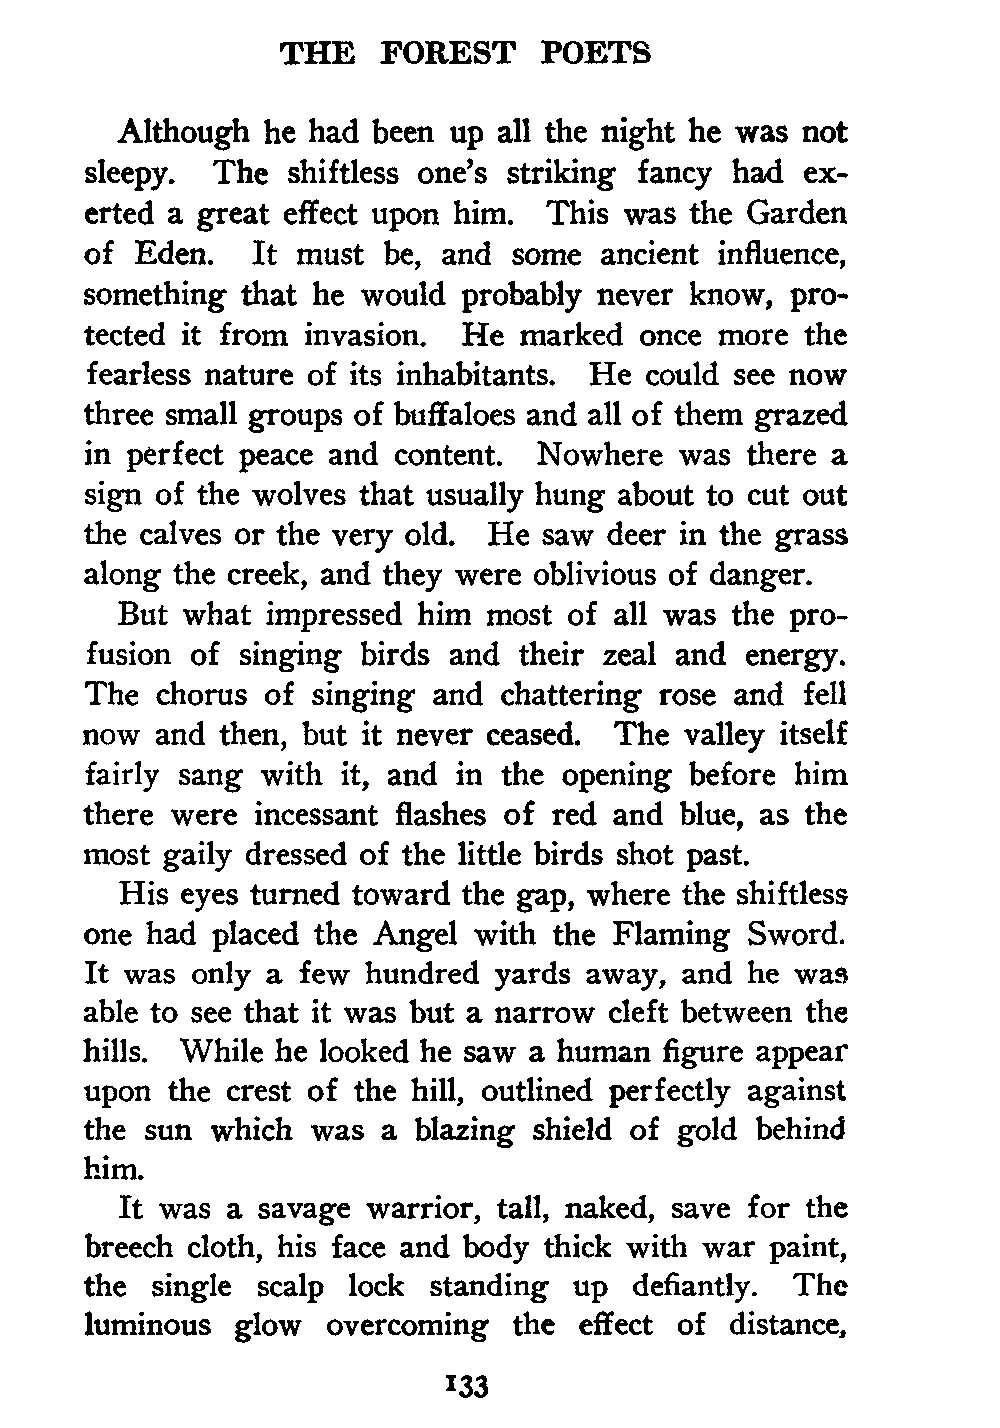 THE FOREST POETS
Although he had been up all the night he was not
sleepy. The shiftless one's striking fancy had ex-
erted a great effect upon him. This was the Garden
of Eden. It must be, and some ancient influence,
something that he would probably never know, pro-
tected it from invasion. He marked once more the
fearless nature of its inhabitants. He could see now
three small groups of buffaloes and all of them grazed
in perfect peace and content. Nowhere was there a
sign of the wolves that usually hung about to cut out
the calves or the very old. He saw deer in the grass
along the creek, and they were oblivious of danger.
But what impressed him most of all was the pro-
fusion of singing birds and their zeal and energy.
The chorus of singing and chattering rose and fell
now and then, but it never ceased. The valley itself
fairly sang with it, and in the opening before him
there were incessant flashes of red and blue, as the
most gaily dressed of the little birds shot past.
His eyes turned toward the gap, where the shiftless
one had placed the Angel with the Flaming Sword.
It was only a few hundred yards away, and he was
able to see that it was but a narrow cleft between the
hills. While he looked he saw a human figure appear
upon the crest of the hill, outlined perfectly against
the sun which was a blazing shield of gold behind
him.
It was a savage warrior, tall, naked, save for the
breech cloth, his face and body thick with war paint,
the single scalp lock standing up defiantly. The
luminous glow overcoming the effect of distance,
133